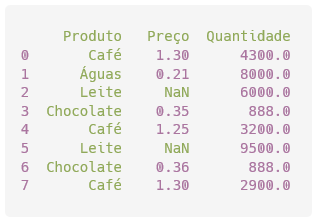 Produto Preço Quantidade
0 Café 1.30 4300.0
1 Águas 0.21 8000.0
2 Leite NaN 6000.0
3 Chocolate 0.35 888.0
4 Café 1.25 3200.0
5 Leite NaN 9500.0
6 Chocolate 0.36 888.0
7 Café 1.30 2900.0